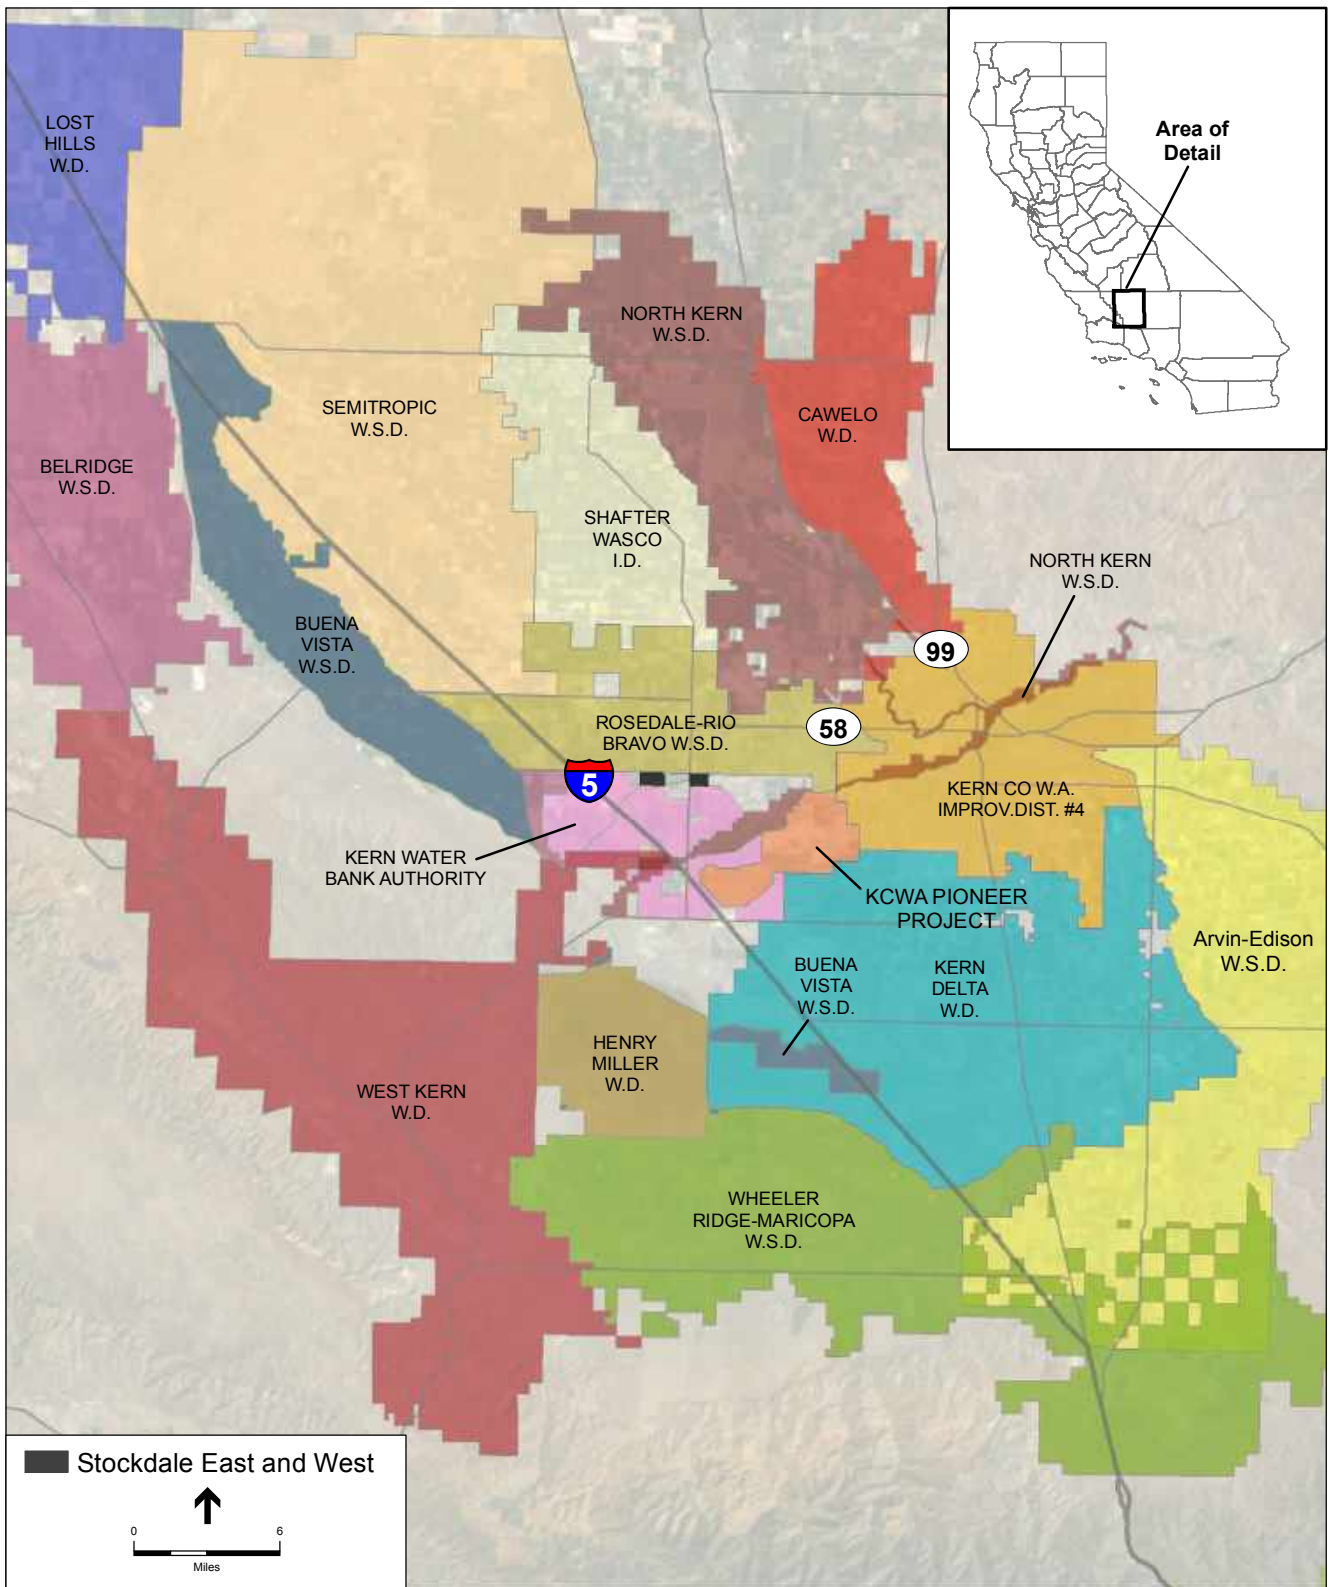 LOST
HILLS
W.D.
Area of
Detail
NORTH KERN
W.S.D.
SEMITROPIC
W.S.D.
CAWELO
W.D.
BELRIDGE
W.S.D.
SHAFTER
WASCO
I.D.
NORTH KERN
W.S.D.
BUENA
VISTA
W.S.D.
99
ROSEDALE-RIO
BRAVO W.S.D.
58
5
KERN CO W.A.
IMPROV.DIST. #4
KERN WATER
BANK AUTHORITY
KCWA PIONEER
PROJECT
Arvin-Edison
W.S.D.
BUENA
VISTA
W.S.D.
KERN
DELTA
W.D.
HENRY
MILLER
W.D.
WEST KERN
W.D.
WHEELER
RIDGE-MARICOPA
W.S.D.
Stockdale East and West
0 6
Miles